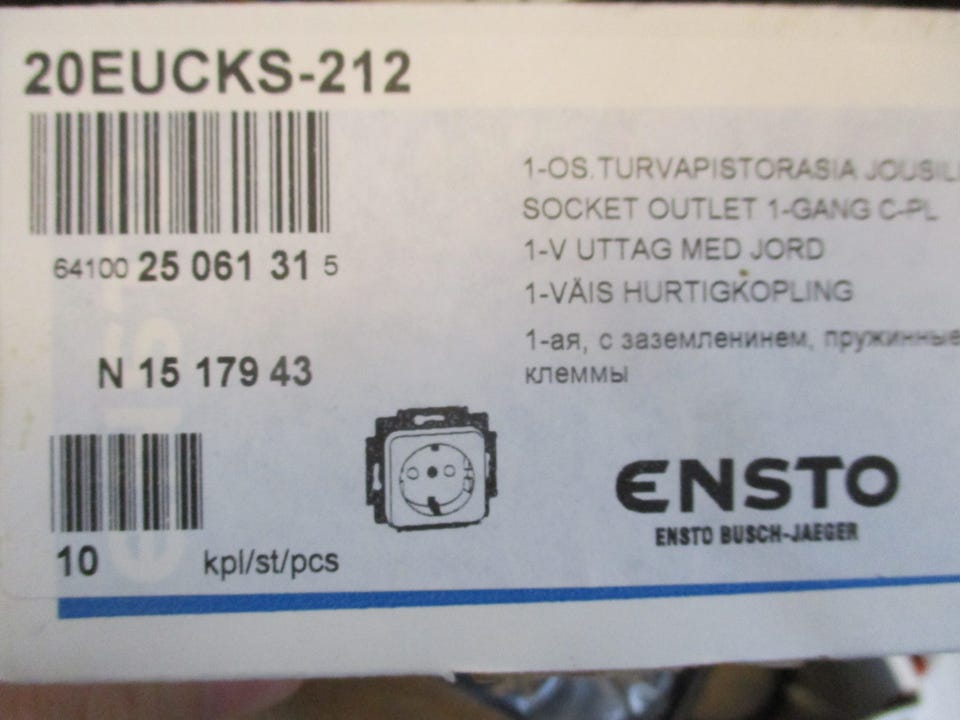 20EUCKS-212
64100 25 061 31 5
N 15 179 43
10 kpl/st/pcs
1-OS.TURVAPISTORASIA
SOCKET OUTLET 1-GANG C-PL
1-V UTTAG MED JORD
1-VÄIS HURTIGKOPLING
1-ая, с заземленинем, пружинные
клеммы
ENSTO
ENSTO BUSCH-JAEGER